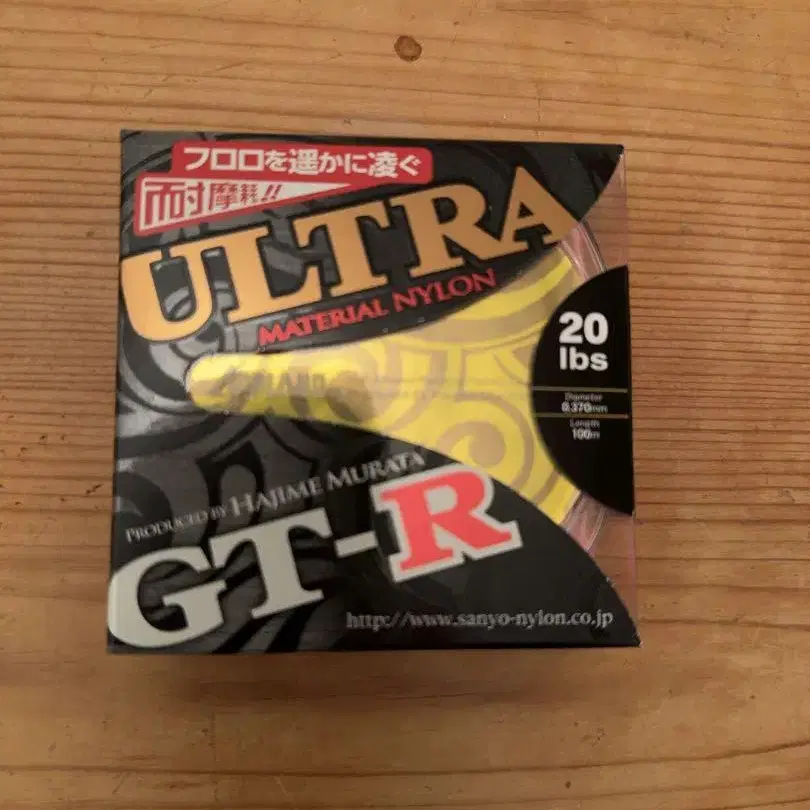 フロロを遥かに凌ぐ
耐摩耗!!
ULTRA
MATERIAL NYLON
20
lbs
Diameter
0.370mm
Length
100m
PRODUCED BY HAJIME MURATA
GT-R
http://www.sanyo-nylon.co.jp